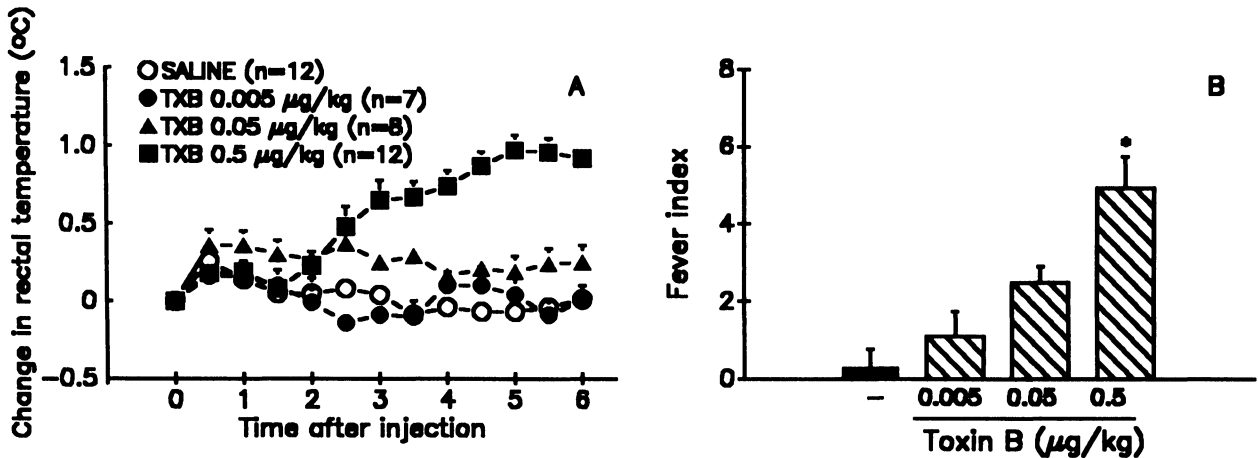 Change in rectal temperature (ºC)
1.5
1.0
0.5
0
−0.5
SALINE (n=12)
TXB 0.005 μg/kg (n=7)
TXB 0.05 μg/kg (n=8)
TXB 0.5 μg/kg (n=12)
A
0 1 2 3 4 5 6
Time after injection
Fever index
8
6
4
2
0
B
*
− 0.005 0.05 0.5
Toxin B (μg/kg)